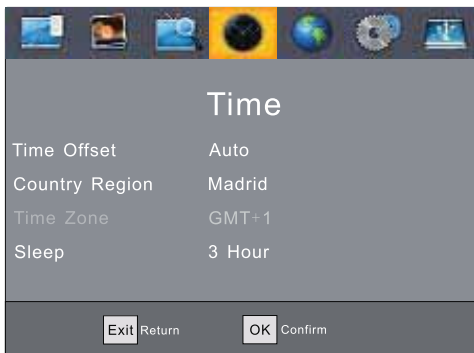 Time
Time Offset Auto
Country Region Madrid
Time Zone GMT+1
Sleep 3 Hour
Exit Return OK Confirm